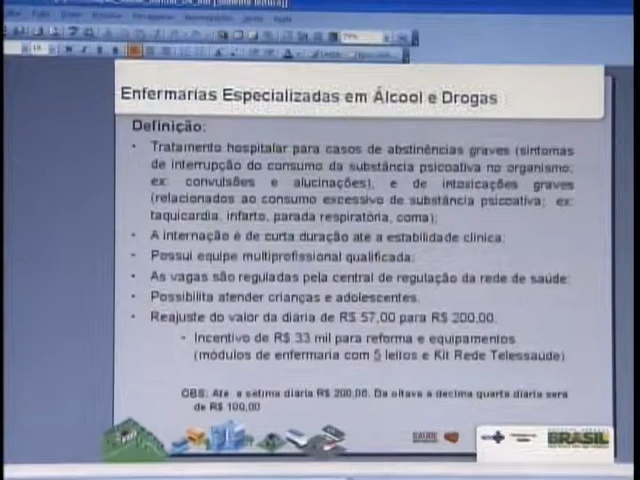 Enfermarias Especializadas em Álcool e Drogas
Definição:
• Tratamento hospitalar para casos de abstinências graves (sintomas
de interrupção do consumo da substância psicoativa no organismo;
ex: convulsões e alucinações), e de intoxicações graves
(relacionados ao consumo excessivo de substância psicoativa; ex:
taquicardia, infarto, parada respiratória, coma);
• A internação é de curta duração até a estabilidade clínica;
• Possui equipe multiprofissional qualificada;
• As vagas são reguladas pela central de regulação da rede de saúde;
• Possibilita atender crianças e adolescentes.
• Reajuste do valor da diária de R$ 57,00 para R$ 200,00.
• Incentivo de R$ 33 mil para reforma e equipamentos
(módulos de enfermaria com 5 leitos e Kit Rede Telessaúde)
OBS: Até a sétima diária R$ 200,00. Da oitava a décima quarta diária será
de R$ 100,00
SAÚDE
BRASIL